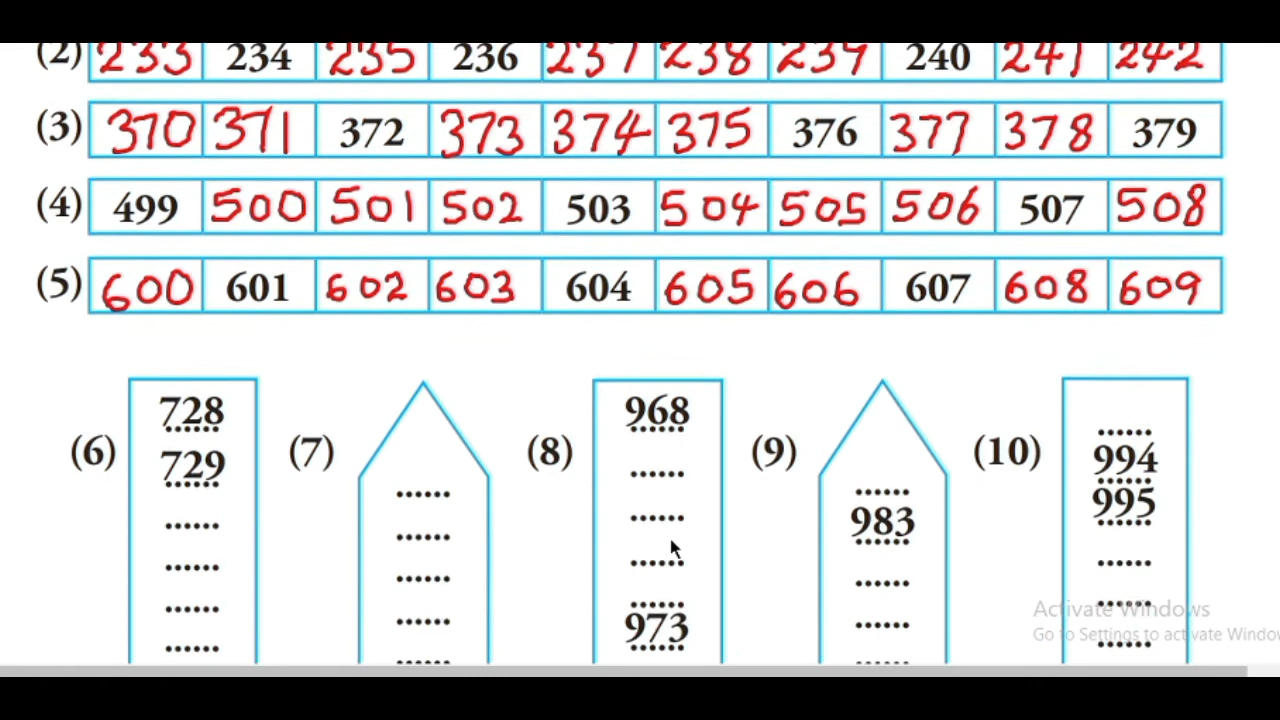 (2) 233 234 235 236 237 238 239 240 241 242
(3) 370 371 372 373 374 375 376 377 378 379
(4) 499 500 501 502 503 504 505 506 507 508
(5) 600 601 602 603 604 605 606 607 608 609
(6) 728 (7) (8) 968 (9) (10)
729
983
994
995
973
Activate Windows
Go to Settings to activate Window